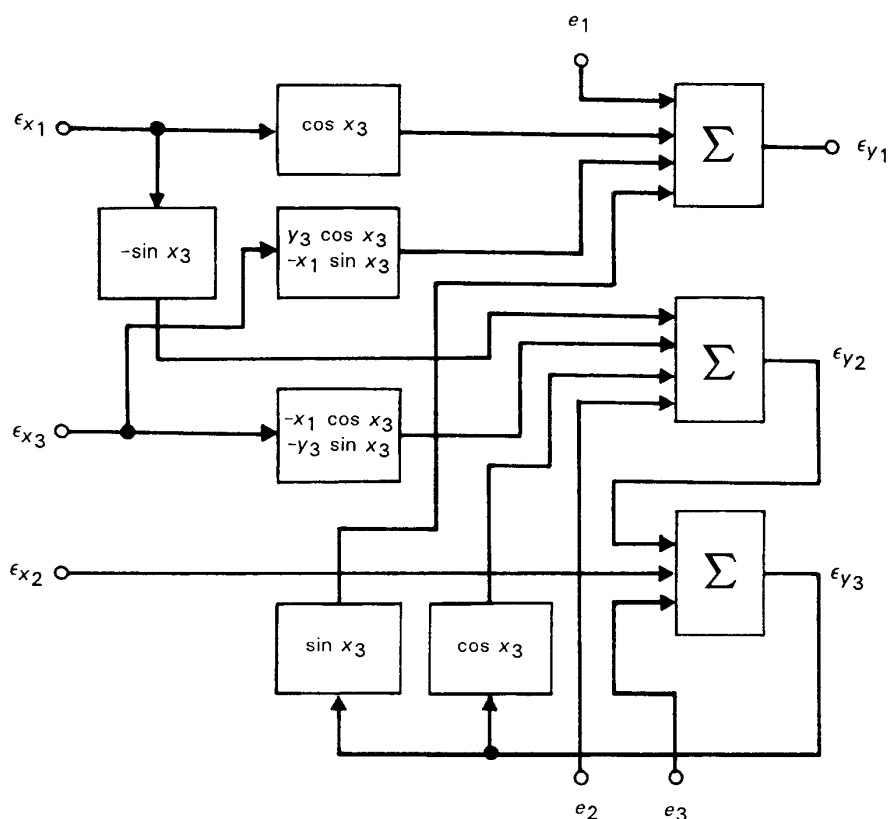 e1
ϵx1
cos x3
Σ
ϵy1
–sin x3
y3 cos x3
–x1 sin x3
Σ
ϵy2
ϵx3
–x1 cos x3
–y3 sin x3
ϵx2
Σ
ϵy3
sin x3
cos x3
e2
e3